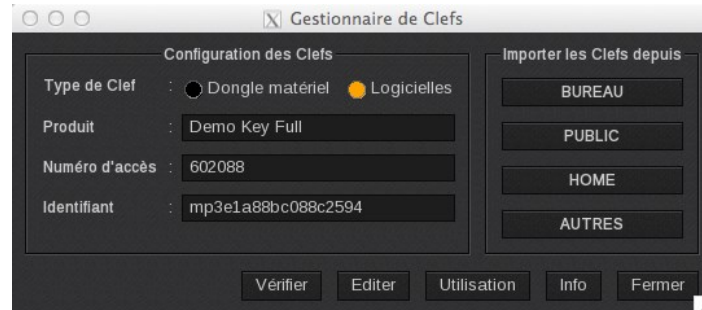 Gestionnaire de Clefs
Configuration des Clefs
Type de Clef : Dongle matériel Logicielles
Produit : Demo Key Full
Numéro d'accès : 602088
Identifiant : mp3e1a88bc088c2594
Importer les Clefs depuis
BUREAU
PUBLIC
HOME
AUTRES
Vérifier Editer Utilisation Info Fermer